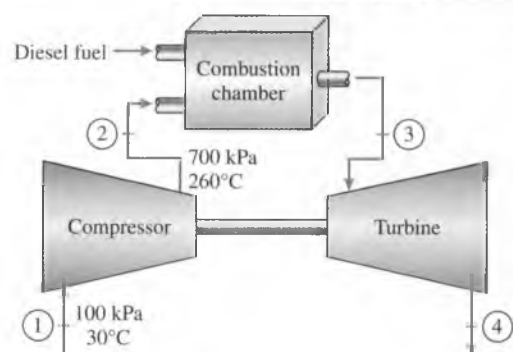 Diesel fuel
Combustion
chamber
2
3
700 kPa
260°C
Compressor
Turbine
1
100 kPa
30°C
4